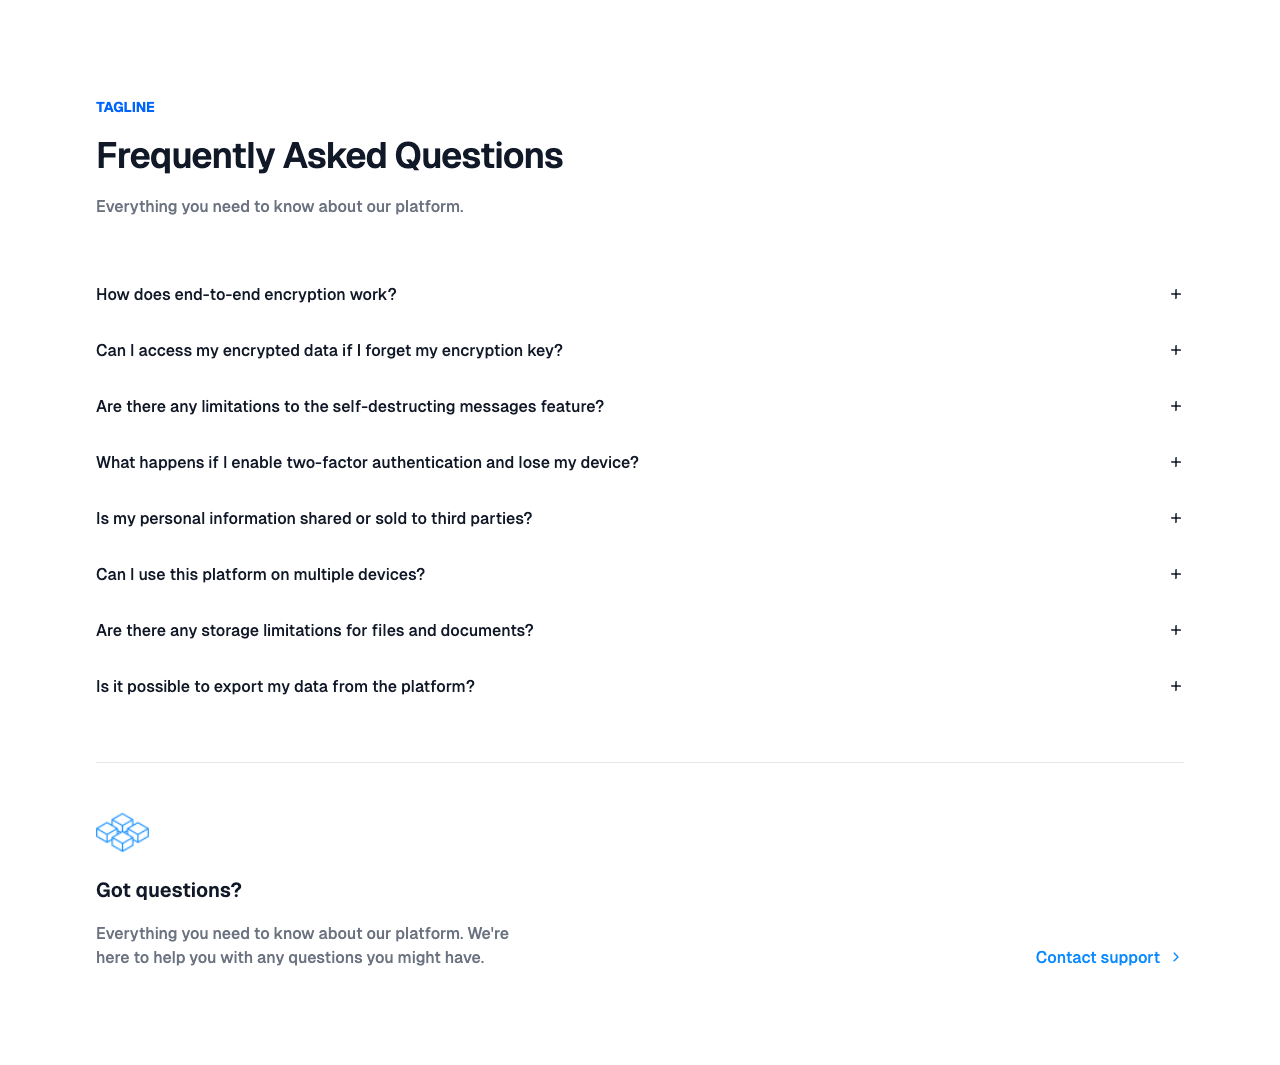 TAGLINE
Frequently Asked Questions
Everything you need to know about our platform.
How does end-to-end encryption work?
Can I access my encrypted data if I forget my encryption key?
Are there any limitations to the self-destructing messages feature?
What happens if I enable two-factor authentication and lose my device?
Is my personal information shared or sold to third parties?
Can I use this platform on multiple devices?
Are there any storage limitations for files and documents?
Is it possible to export my data from the platform?
Got questions?
Everything you need to know about our platform. We're
here to help you with any questions you might have.
Contact support